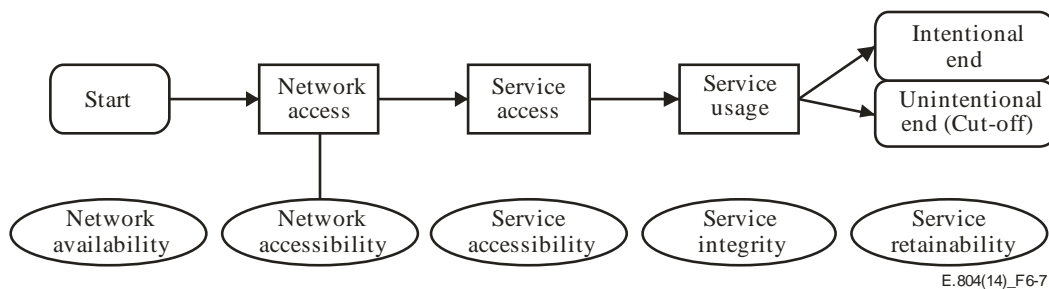 Start
Network
access
Service
access
Service
usage
Intentional
end
Unintentional
end (Cut-off)
Network
availability
Network
accessibility
Service
accessibility
Service
integrity
Service
retainability
E.804(14)_F6-7